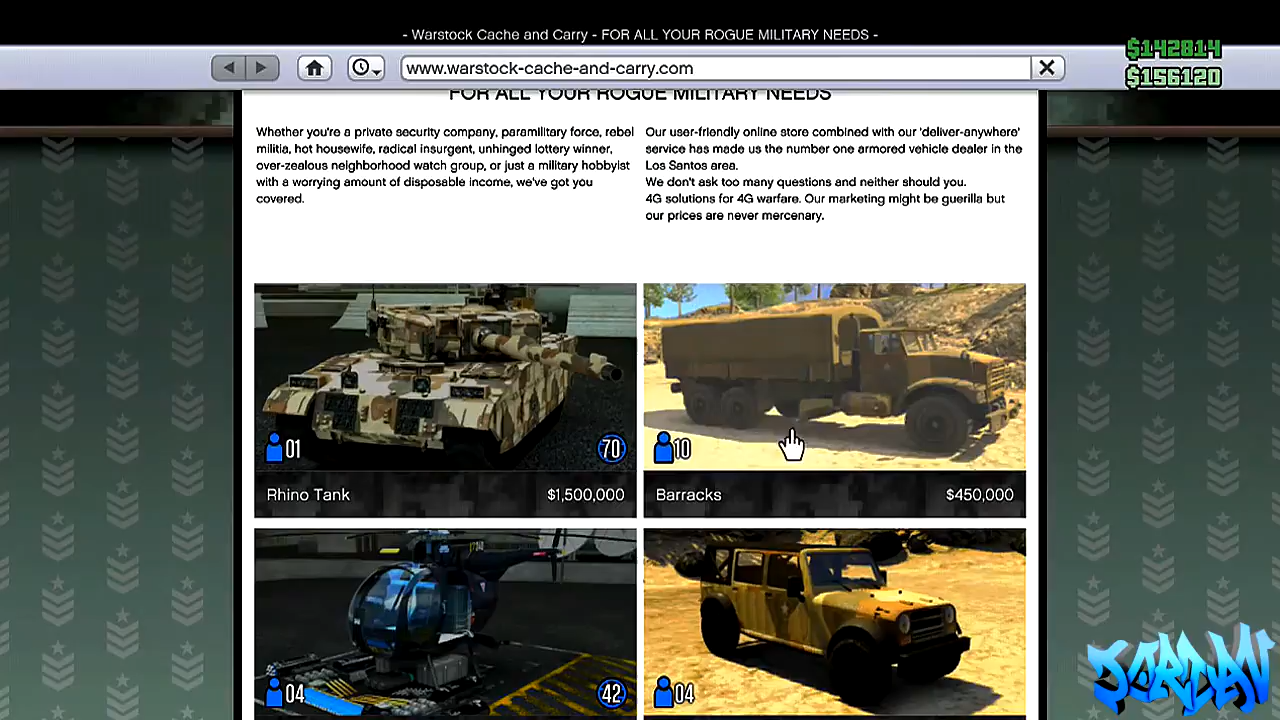 - Warstock Cache and Carry - FOR ALL YOUR ROGUE MILITARY NEEDS -
$142814
www.warstock-cache-and-carry.com
$156120
FOR ALL YOUR ROGUE MILITARY NEEDS
Whether you're a private security company, paramilitary force, rebel
militia, hot housewife, radical insurgent, unhinged lottery winner,
over-zealous neighborhood watch group, or just a military hobbyist
with a worrying amount of disposable income, we've got you
covered.
Our user-friendly online store combined with our 'deliver-anywhere'
service has made us the number one armored vehicle dealer in the
Los Santos area.
We don't ask too many questions and neither should you.
4G solutions for 4G warfare. Our marketing might be guerilla but
our prices are never mercenary.
01
70
10
Rhino Tank
$1,500,000
Barracks
$450,000
04
42
04
JORDAN